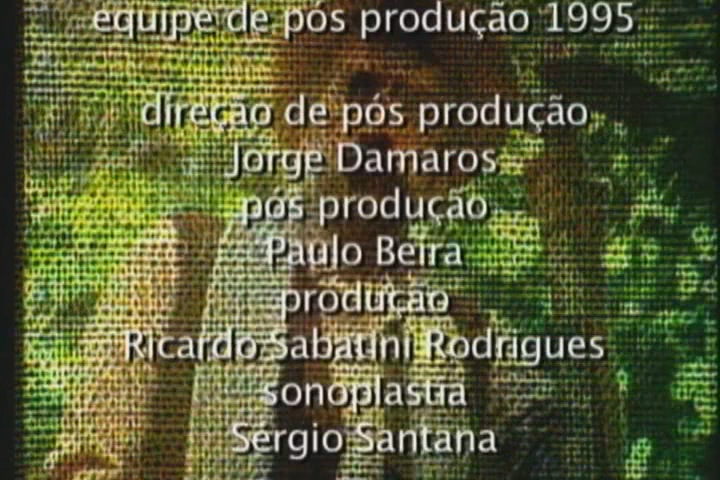 equipe de pós produção 1995
direção de pós produção
Jorge Damaros
pós produção
Paulo Beira
produção
Ricardo Sabatini Rodrigues
sonoplastia
Sérgio Santana